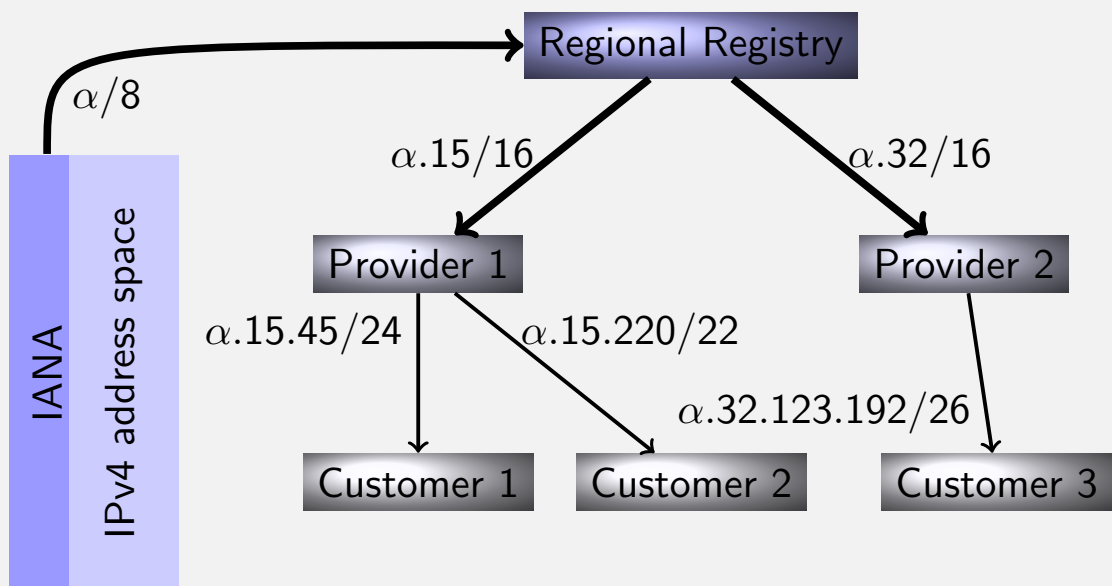 Regional Registry
α/8
α.15/16
α.32/16
IANA
IPv4 address space
Provider 1
Provider 2
α.15.45/24
α.15.220/22
α.32.123.192/26
Customer 1
Customer 2
Customer 3